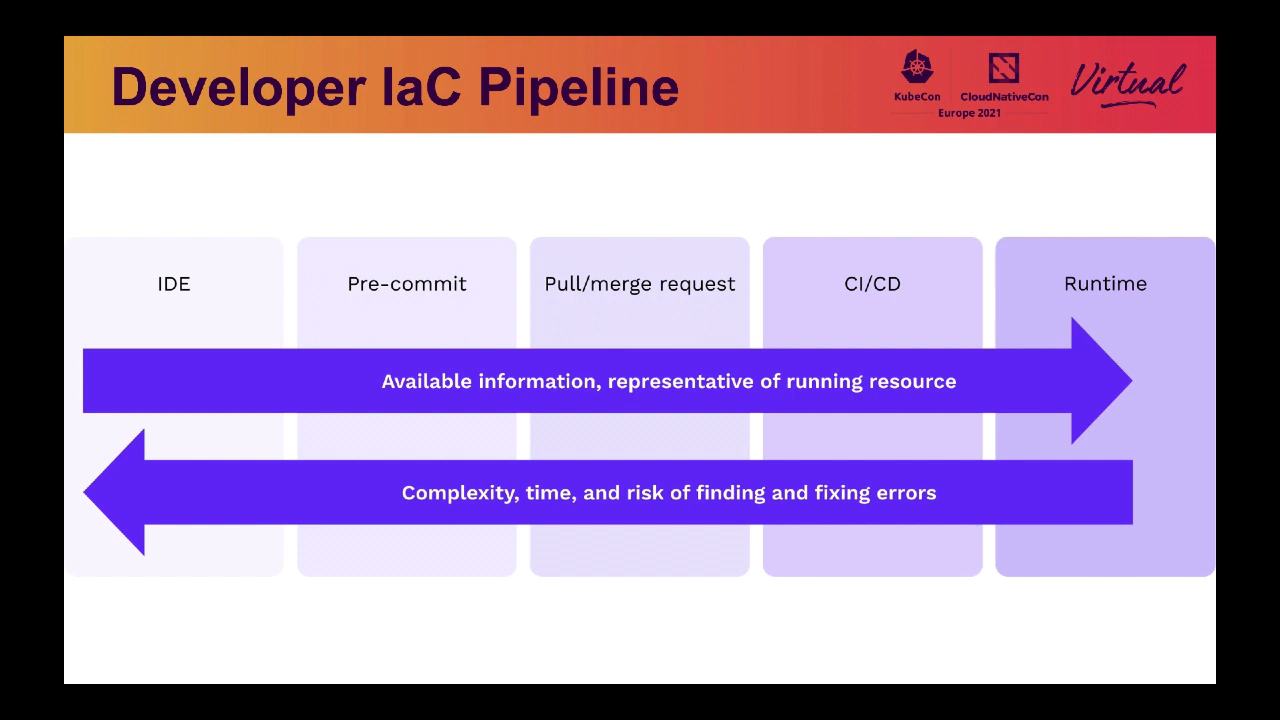 Developer IaC Pipeline
KubeCon
CloudNativeCon
Europe 2021
Virtual
IDE
Pre-commit
Pull/merge request
CI/CD
Runtime
Available information, representative of running resource
Complexity, time, and risk of finding and fixing errors